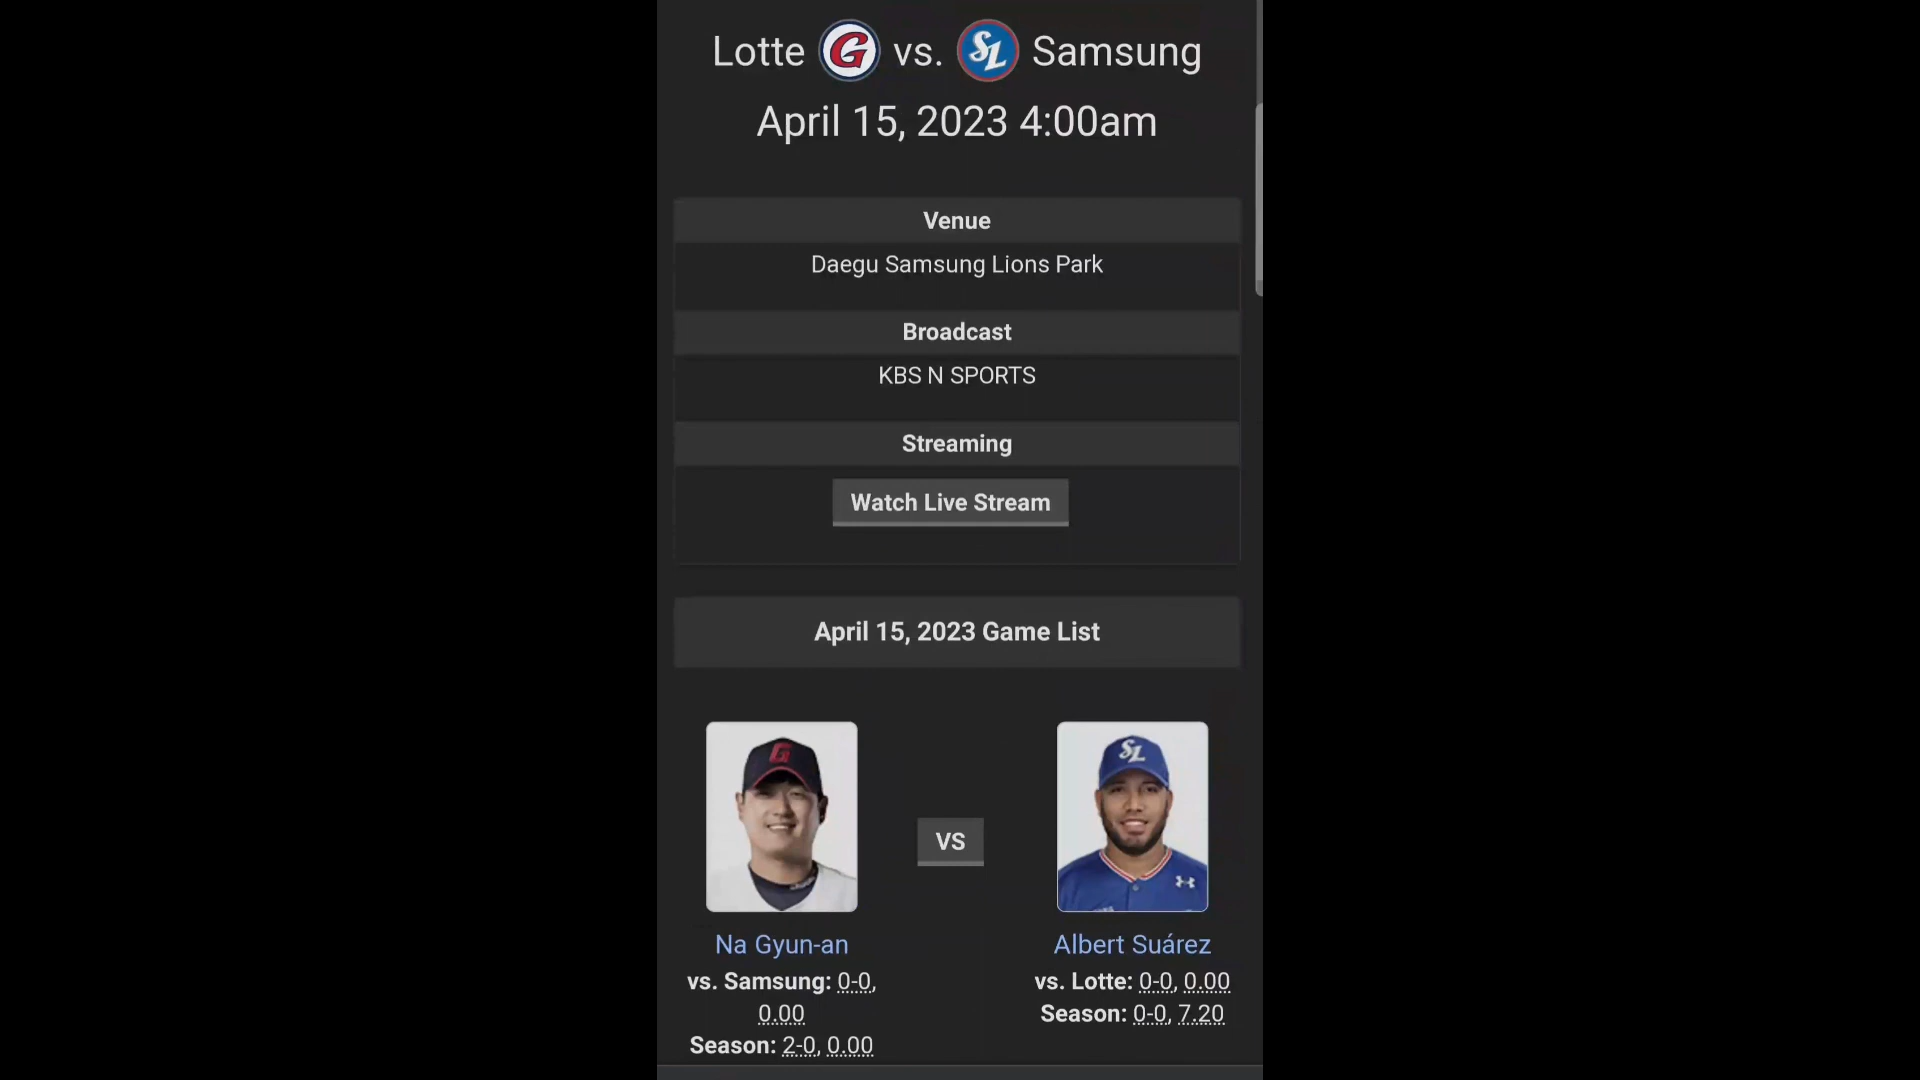 Lotte G vs. SL Samsung
April 15, 2023 4:00am
Venue
Daegu Samsung Lions Park
Broadcast
KBS N SPORTS
Streaming
Watch Live Stream
April 15, 2023 Game List
G
SL
VS
Na Gyun-an
vs. Samsung: 0-0,
0.00
Season: 2-0, 0.00
Albert Suárez
vs. Lotte: 0-0, 0.00
Season: 0-0, 7.20